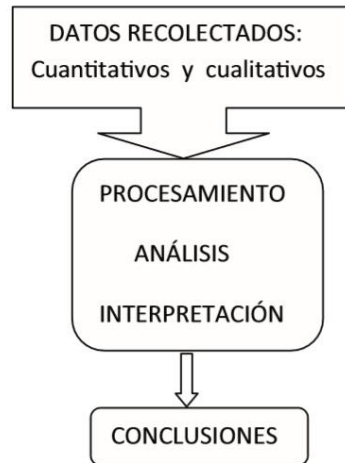 DATOS RECOLECTADOS:
Cuantitativos y cualitativos
PROCESAMIENTO
ANÁLISIS
INTERPRETACIÓN
CONCLUSIONES